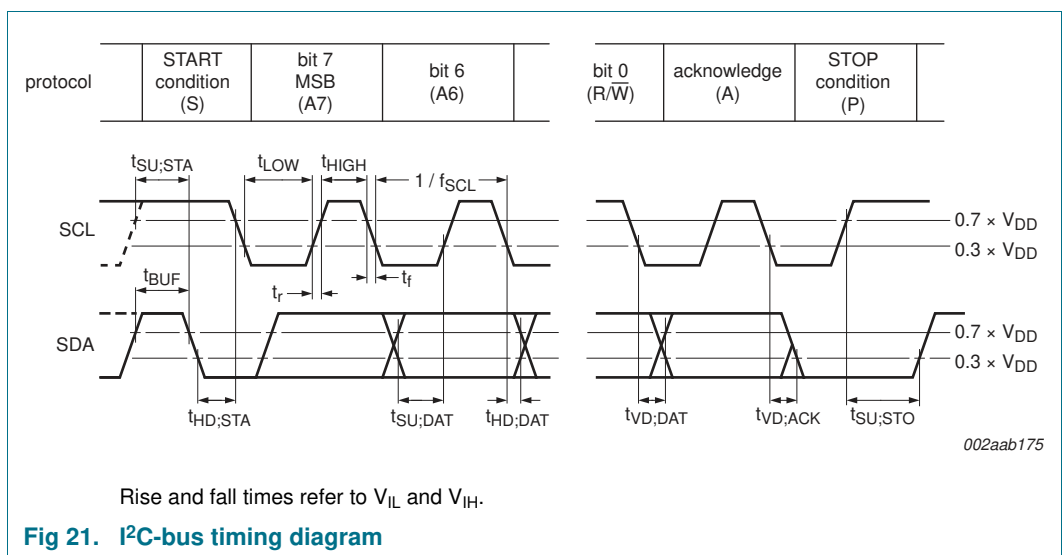 protocol
START
condition
(S)
bit 7
MSB
(A7)
bit 6
(A6)
bit 0
(R/W̅)
acknowledge
(A)
STOP
condition
(P)
tSU;STA
tLOW
tHIGH
1 / fSCL
SCL
0.7 × VDD
0.3 × VDD
tBUF
tr
tf
SDA
0.7 × VDD
0.3 × VDD
tHD;STA
tSU;DAT
tHD;DAT
tVD;DAT
tVD;ACK
tSU;STO
002aab175
Rise and fall times refer to VIL and VIH.
Fig 21. I²C-bus timing diagram